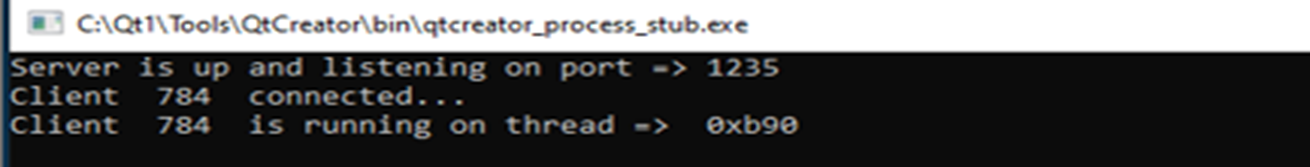 C:\Qt1\Tools\QtCreator\bin\qtcreator_process_stub.exe
Server is up and listening on port => 1235
Client  784  connected...
Client  784  is running on thread =>  0xb90